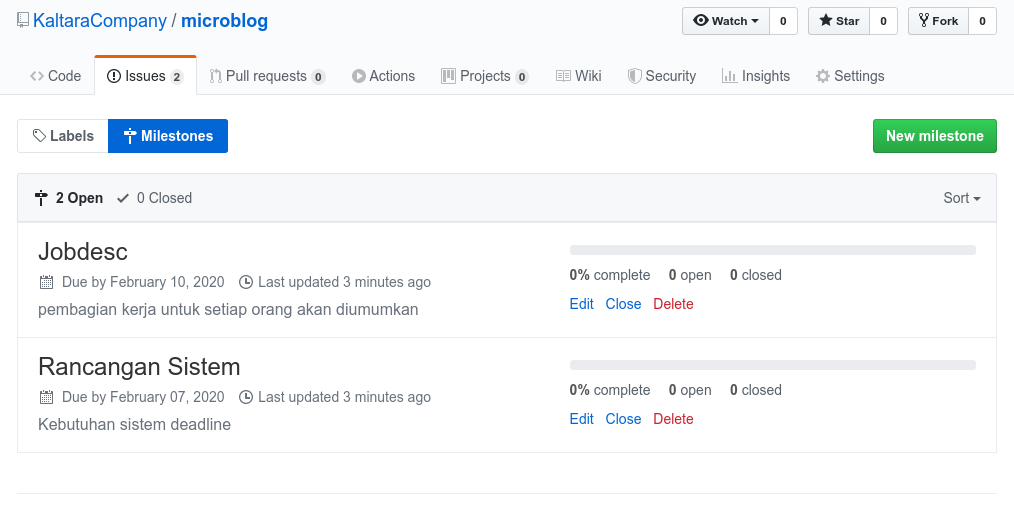 KaltaraCompany / microblog
Watch 0 Star 0 Fork 0
Code Issues 2 Pull requests 0 Actions Projects 0 Wiki Security Insights Settings
Labels Milestones New milestone
2 Open 0 Closed Sort
Jobdesc
Due by February 10, 2020 Last updated 3 minutes ago
pembagian kerja untuk setiap orang akan diumumkan
0% complete 0 open 0 closed
Edit Close Delete
Rancangan Sistem
Due by February 07, 2020 Last updated 3 minutes ago
Kebutuhan sistem deadline
0% complete 0 open 0 closed
Edit Close Delete